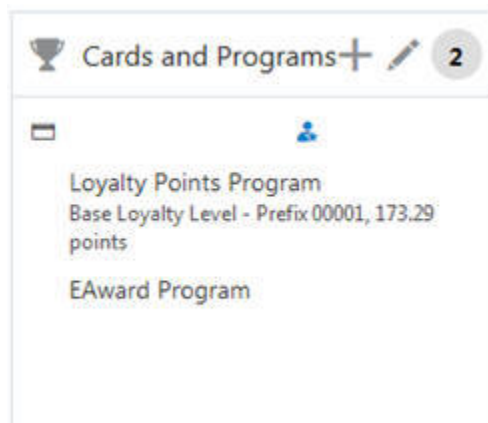 Cards and Programs
2
Loyalty Points Program
Base Loyalty Level - Prefix 00001, 173.29
points
EAward Program